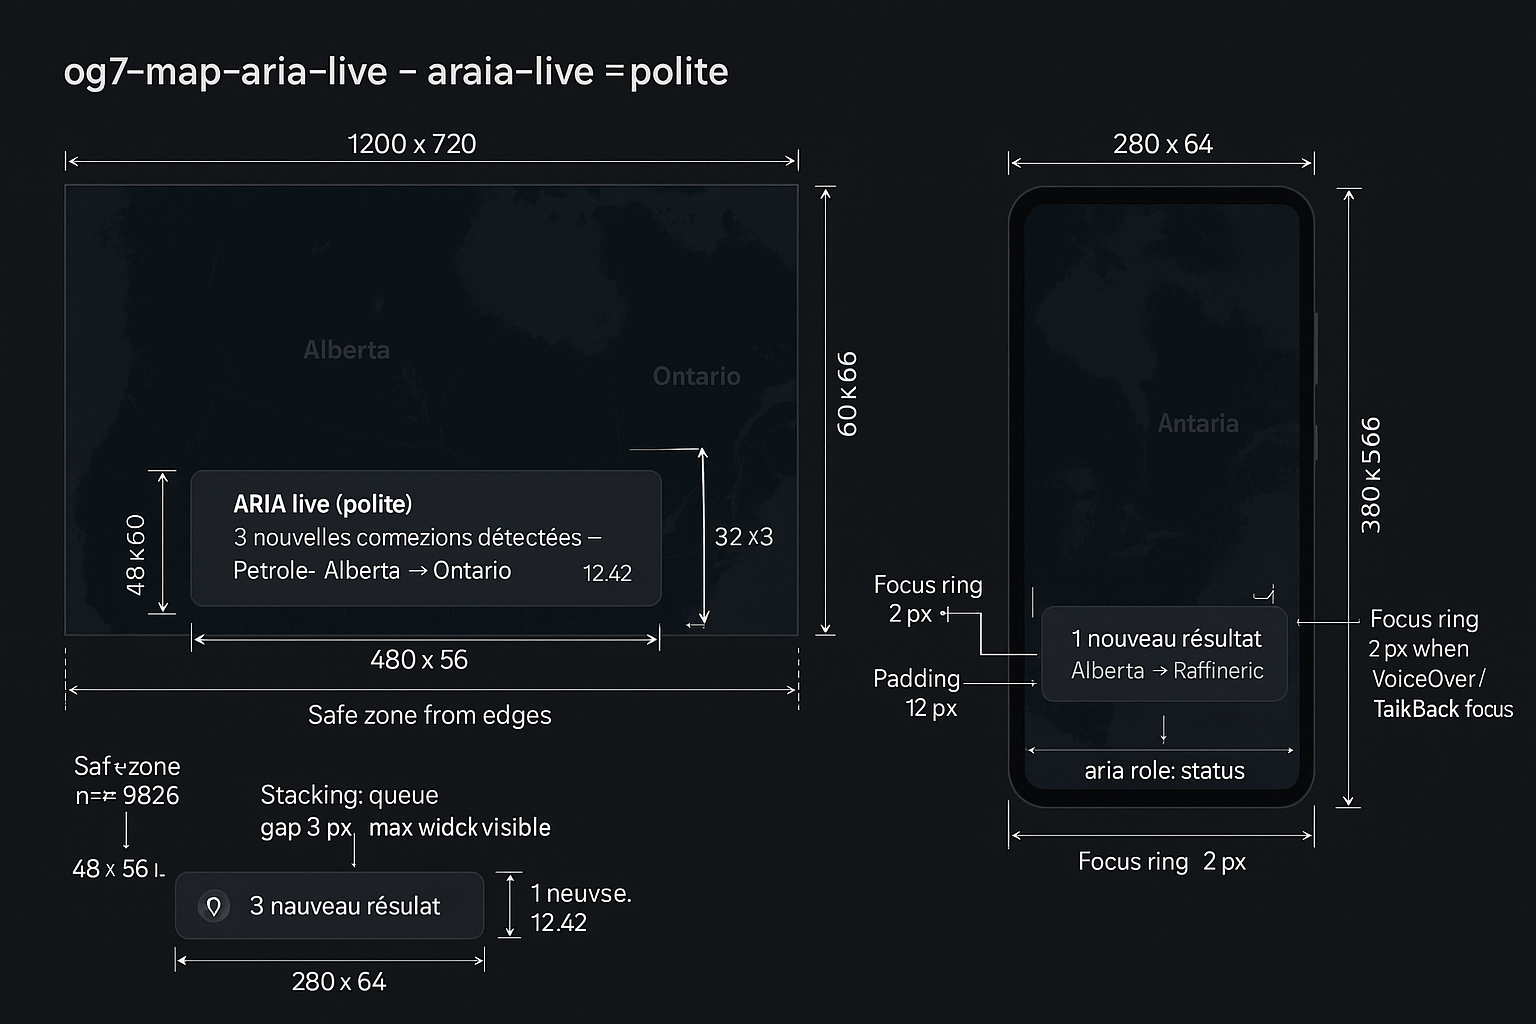 og7-map-aria-live - araia-live =polite
1200 x 720
280 x 64
Alberta
Ontario
60 x 66
ARIA live (polite)
3 nouvelles comnezions détectées –
Petrole- Alberta → Ontario
12.42
48 x 60
32 x3
480 x 56
Safe zone from edges
Antaria
380 x 566
Focus ring
2 px
Padding
12 px
1 nouveau résultat
Alberta → Raffineric
Focus ring
2 px when
VoiceOver/
TaikBack focus
aria role: status
Focus ring 2 px
zone
9826
48 x 56
Stacking: queue
gap 3 px, max widck visible
3 nauveau résulat
1 neuvse.
12.42
280 x 64